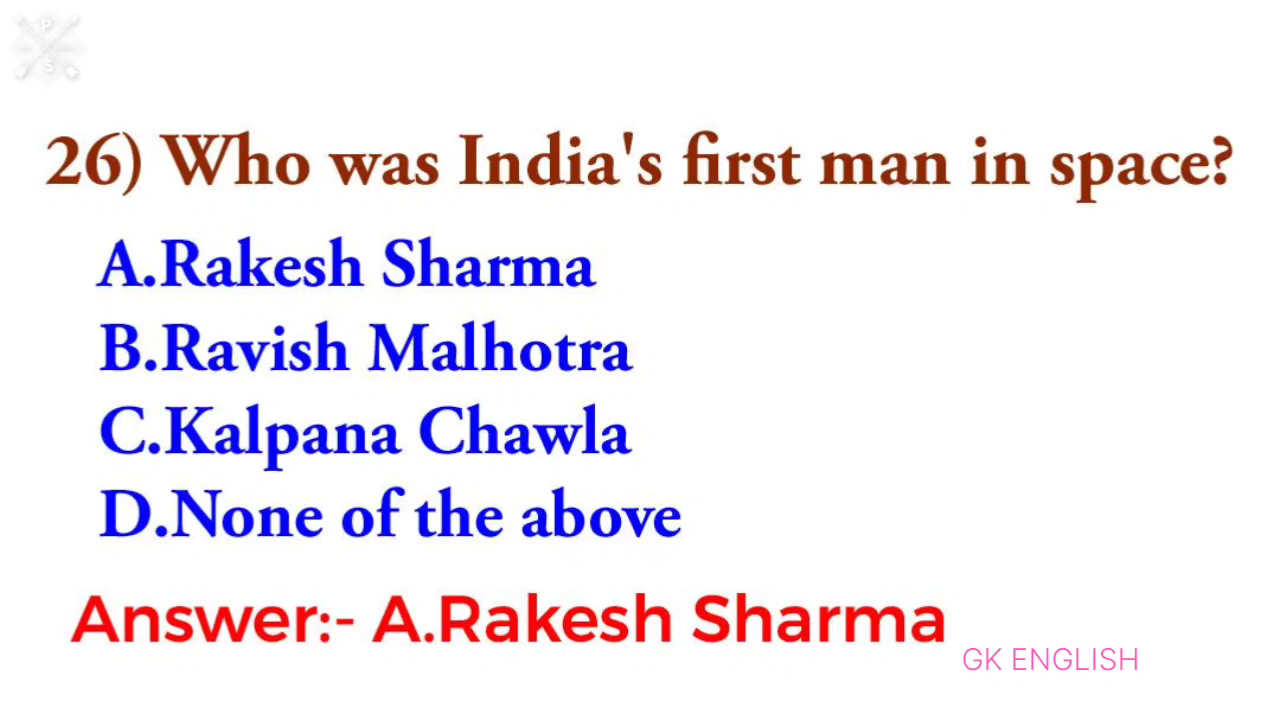 P
S
26) Who was India's first man in space?
A.Rakesh Sharma
B.Ravish Malhotra
C.Kalpana Chawla
D.None of the above
Answer:- A.Rakesh Sharma
GK ENGLISH